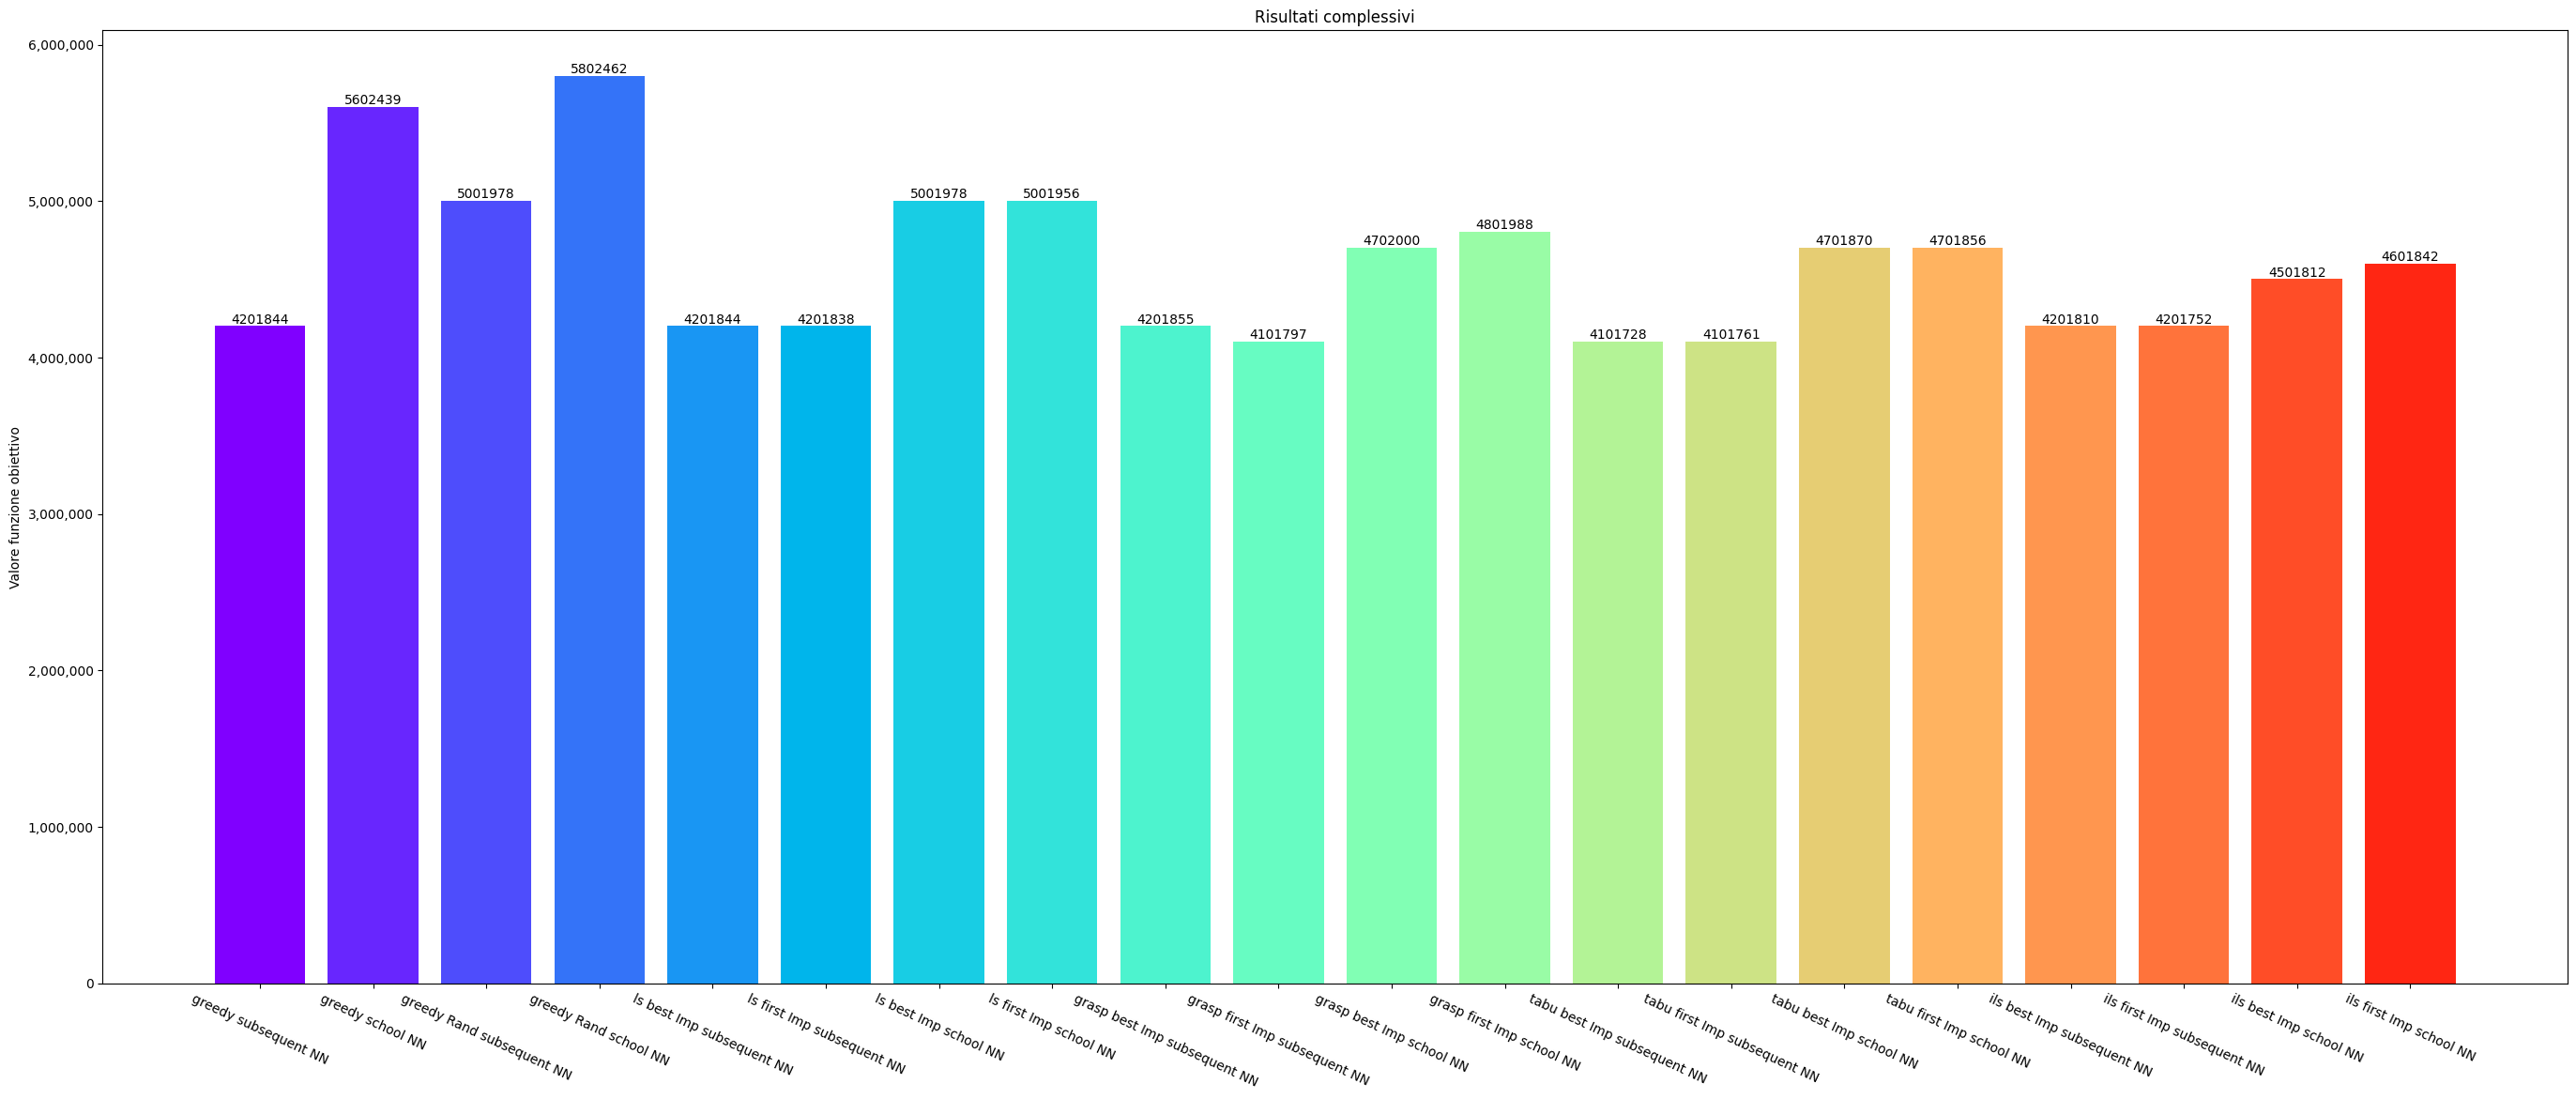 Risultati complessivi
Valore funzione obiettivo
6,000,000
5,000,000
4,000,000
3,000,000
2,000,000
1,000,000
0
4201844
5602439
5001978
5802462
4201844
4201838
5001978
5001956
4201855
4101797
4702000
4801988
4101728
4101761
4701870
4701856
4201810
4201752
4501812
4601842
greedy subsequent NN
greedy school NN
greedy Rand subsequent NN
greedy Rand school NN
ls best Imp subsequent NN
ls first Imp subsequent NN
ls best Imp school NN
ls first Imp school NN
grasp best Imp subsequent NN
grasp first Imp subsequent NN
grasp best Imp school NN
grasp first Imp school NN
tabu best Imp subsequent NN
tabu first Imp subsequent NN
tabu best Imp school NN
tabu first Imp school NN
ils best Imp subsequent NN
ils first Imp subsequent NN
ils best Imp school NN
ils first Imp school NN